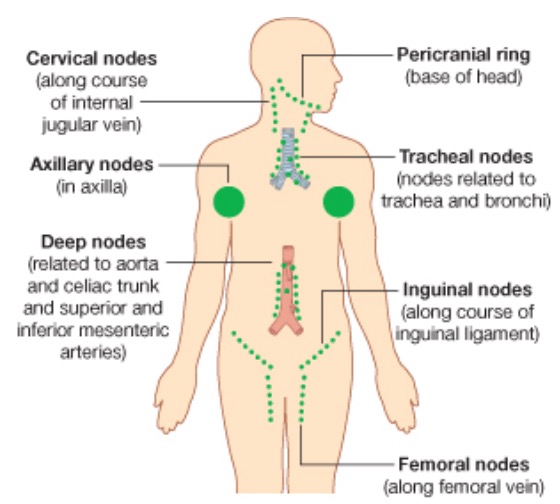 Cervical nodes
(along course
of internal
jugular vein)
Pericranial ring
(base of head)
Axillary nodes
(in axilla)
Tracheal nodes
(nodes related to
trachea and bronchi)
Deep nodes
(related to aorta
and celiac trunk
and superior and
inferior mesenteric
arteries)
Inguinal nodes
(along course of
inguinal ligament)
Femoral nodes
(along femoral vein)